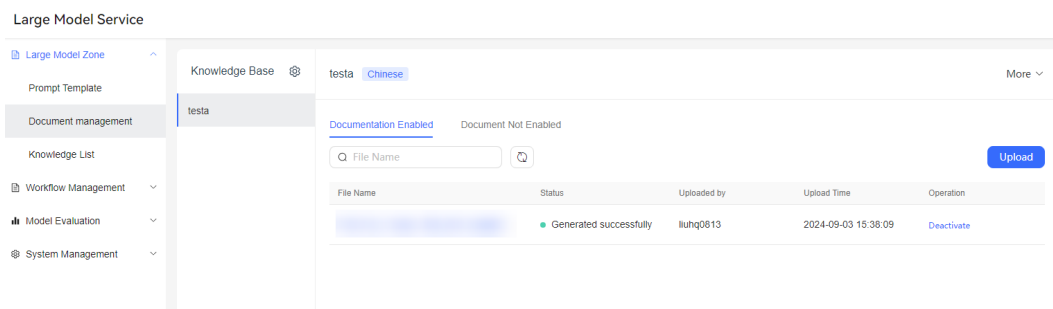 Large Model Service
Large Model Zone
Prompt Template
Document management
Knowledge List
Workflow Management
Model Evaluation
System Management
Knowledge Base
testa
testa Chinese
More
Documentation Enabled Document Not Enabled
File Name
Upload
File Name Status Uploaded by Upload Time Operation
Generated successfully liuhq0813 2024-09-03 15:38:09 Deactivate